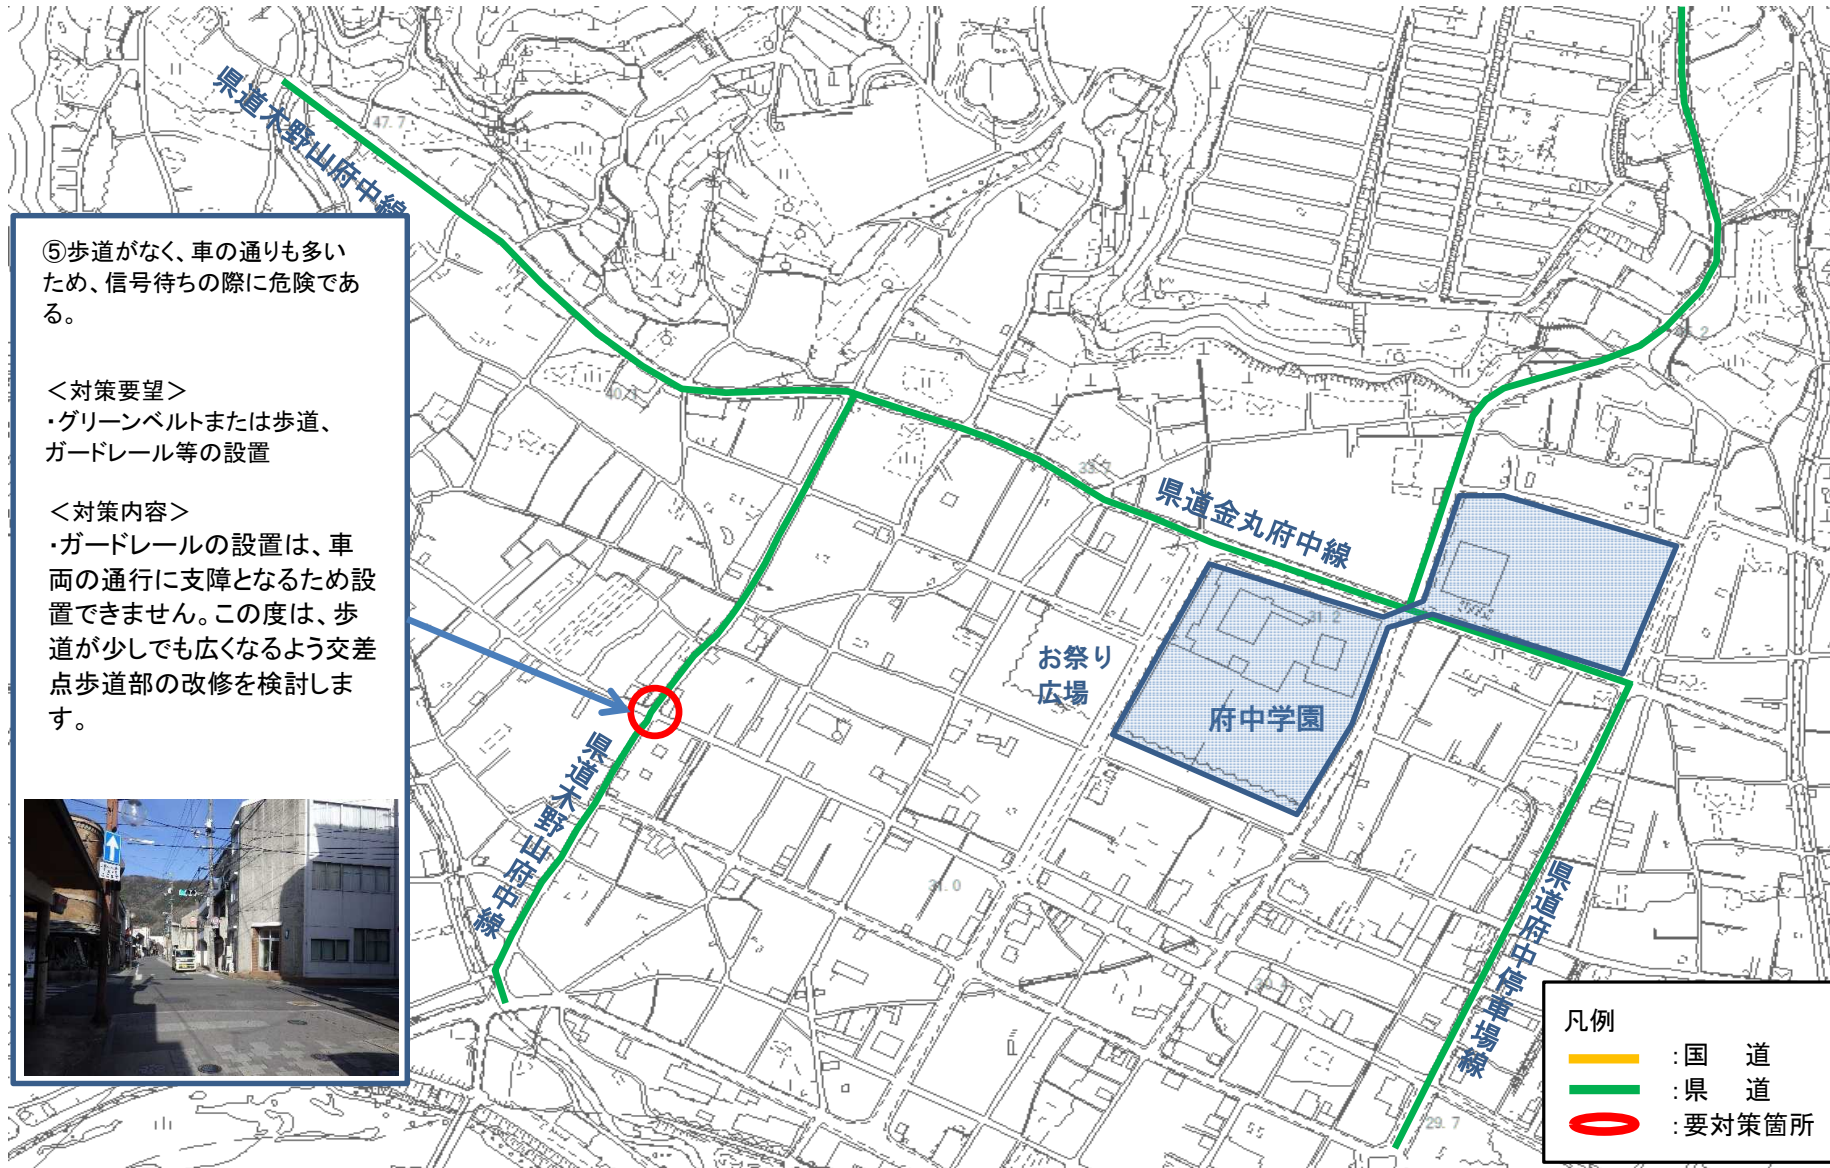 県道木野山府中線
47.7
⑤歩道がなく、車の通りも多い
ため、信号待ちの際に危険であ
る。
＜対策要望＞
・グリーンベルトまたは歩道、
ガードレール等の設置
＜対策内容＞
・ガードレールの設置は、車
両の通行に支障となるため設
置できません。この度は、歩
道が少しでも広くなるよう交差
点歩道部の改修を検討しま
す。
県道金丸府中線
31.2
お祭り
広場
府中学園
県道木野山府中線
31.0
県道府中停車場線
29.7
凡例
：国　道
：県　道
：要対策箇所